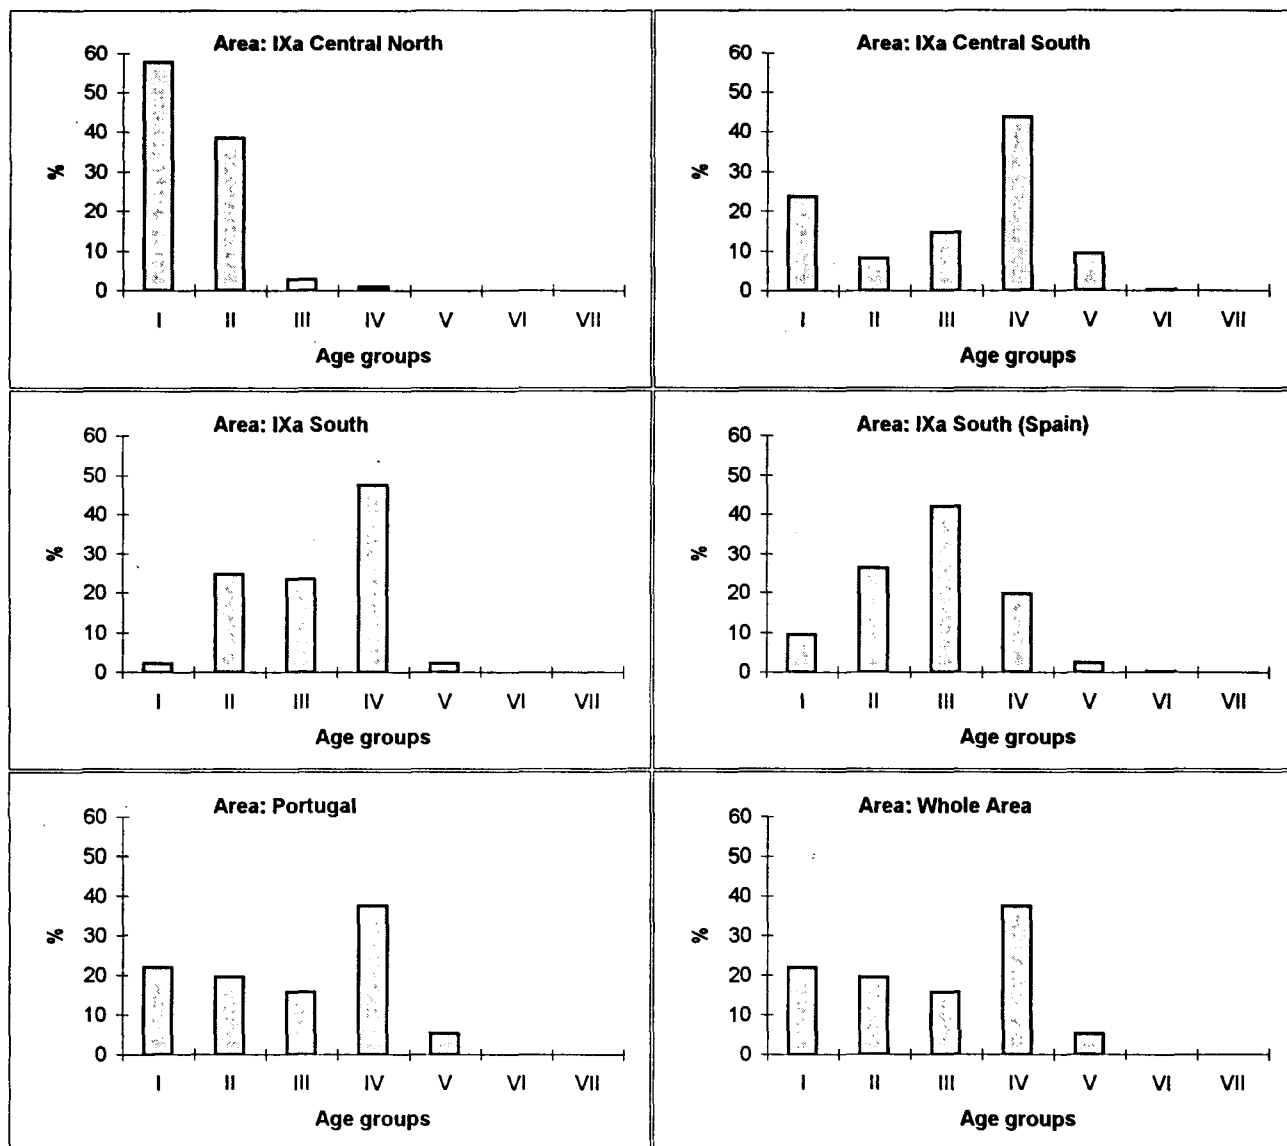 Area: IXa Central North
60
50
40
30
20
10
0
%
I II III IV V VI VII
Age groups
Area: IXa Central South
60
50
40
30
20
10
0
%
I II III IV V VI VII
Age groups
Area: IXa South
60
50
40
30
20
10
0
%
I II III IV V VI VII
Age groups
Area: IXa South (Spain)
60
50
40
30
20
10
0
%
I II III IV V VI VII
Age groups
Area: Portugal
60
50
40
30
20
10
0
%
I II III IV V VI VII
Age groups
Area: Whole Area
60
50
40
30
20
10
0
%
I II III IV V VI VII
Age groups